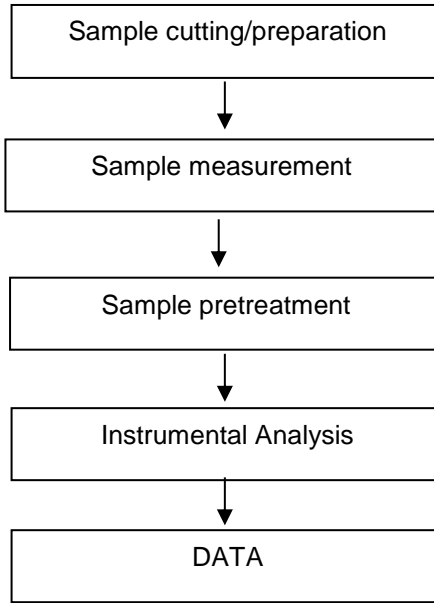 Sample cutting/preparation
Sample measurement
Sample pretreatment
Instrumental Analysis
DATA